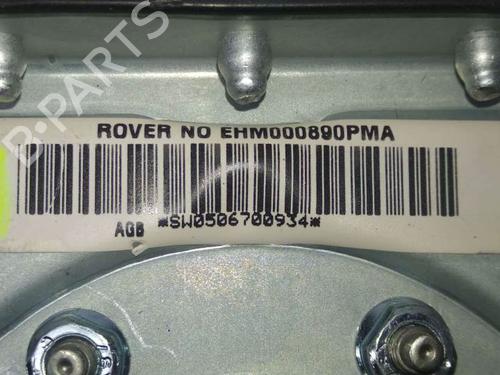 ROVER NO EHM000890PMA
AGB *SW0506700934*
B-PARTS